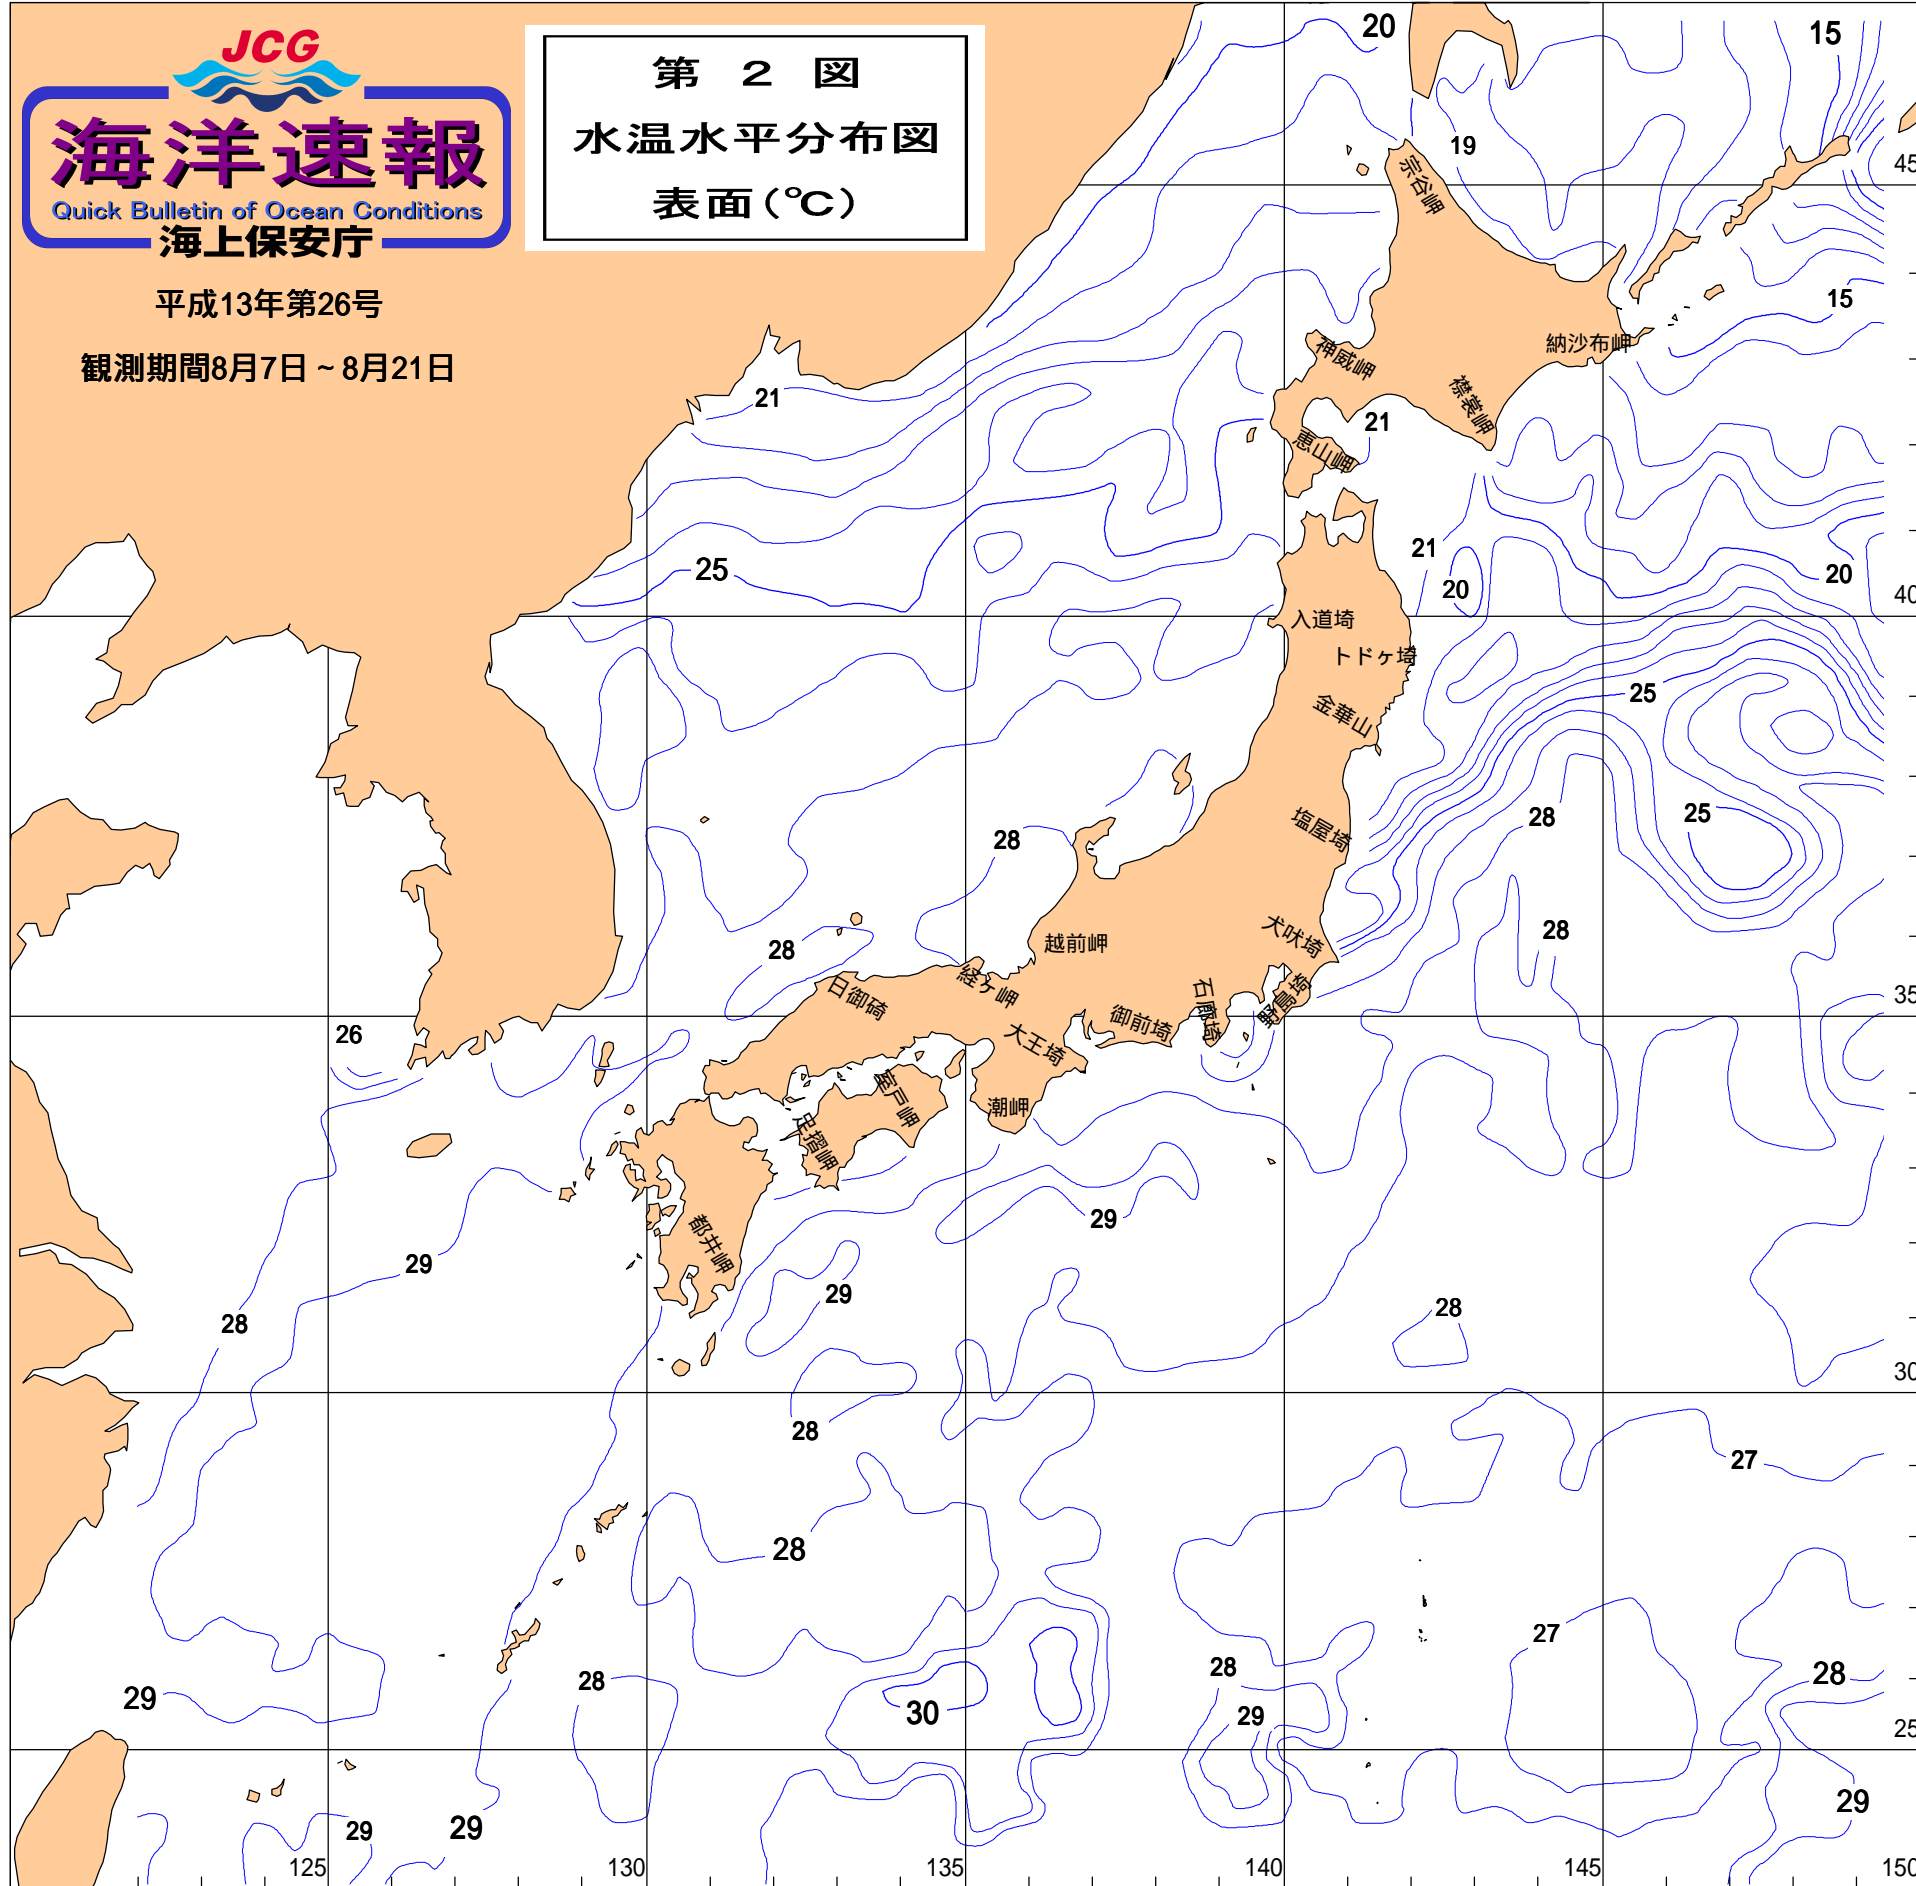 JCG
海洋速報
Quick Bulletin of Ocean Conditions
海上保安庁
平成13年第26号
観測期間8月7日～8月21日
第 2 図
水温水平分布図
表面(℃)
20
15
19
宗谷岬
45
15
納沙布岬
神威岬
襟裳岬
21
21
恵山岬
25
21
20
20
40
入道埼
トドヶ埼
25
金華山
28
25
塩屋埼
28
28
28
犬吠埼
越前岬
経ヶ岬
日御碕
石廊埼
野島埼
35
26
御前埼
大王埼
室戸岬
潮岬
足摺岬
29
都井岬
29
29
28
28
30
28
27
28
27
28
28
28
29
30
29
25
29
29
29
125
130
135
140
145
150